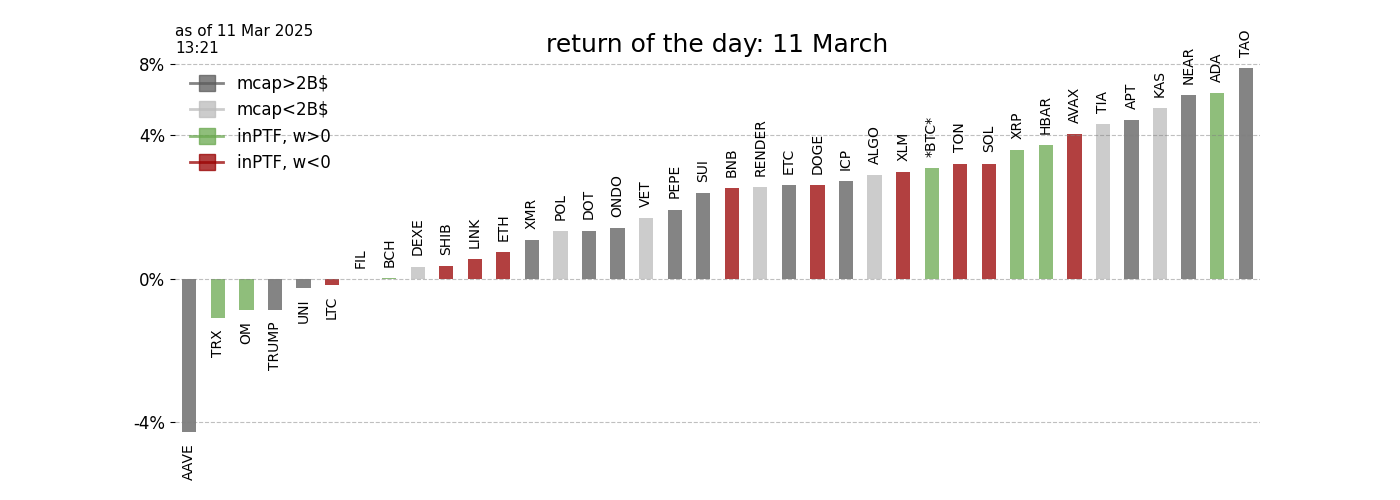 as of 11 Mar 2025
13:21
return of the day: 11 March
8%
4%
0%
-4%
mcap>2B$
mcap<2B$
inPTF, w>0
inPTF, w<0
AAVE
TRX
OM
TRUMP
UNI
LTC
FIL
BCH
DEXE
SHIB
LINK
ETH
XMR
POL
DOT
ONDO
VET
PEPE
SUI
BNB
RENDER
ETC
DOGE
ICP
ALGO
XLM
*BTC*
TON
SOL
XRP
HBAR
AVAX
TIA
APT
KAS
NEAR
ADA
TAO